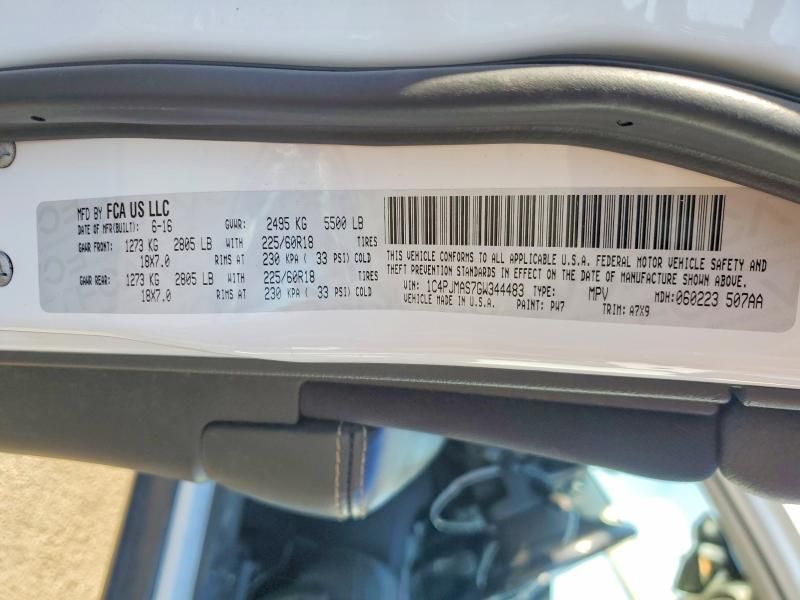 MFD BY FCA US LLC
DATE OF MFR(BUILT): 6-16 GVWR: 2495 KG 5500 LB
GAWR FRONT: 1273 KG 2805 LB WITH 225/60R18 TIRES
18X7.0 RIMS AT 230 KPA ( 33 PSI) COLD
GAWR REAR: 1273 KG 2805 LB WITH 225/60R18 TIRES
18X7.0 RIMS AT 230 KPA ( 33 PSI) COLD
THIS VEHICLE CONFORMS TO ALL APPLICABLE U.S.A. FEDERAL MOTOR VEHICLE SAFETY AND
THEFT PREVENTION STANDARDS IN EFFECT ON THE DATE OF MANUFACTURE SHOWN ABOVE.
VIN: 1C4PJMAS7GW344483 TYPE: MPV MDH: 060223 507AA
VEHICLE MADE IN U.S.A. PAINT: PW7 TRIM: A7X9